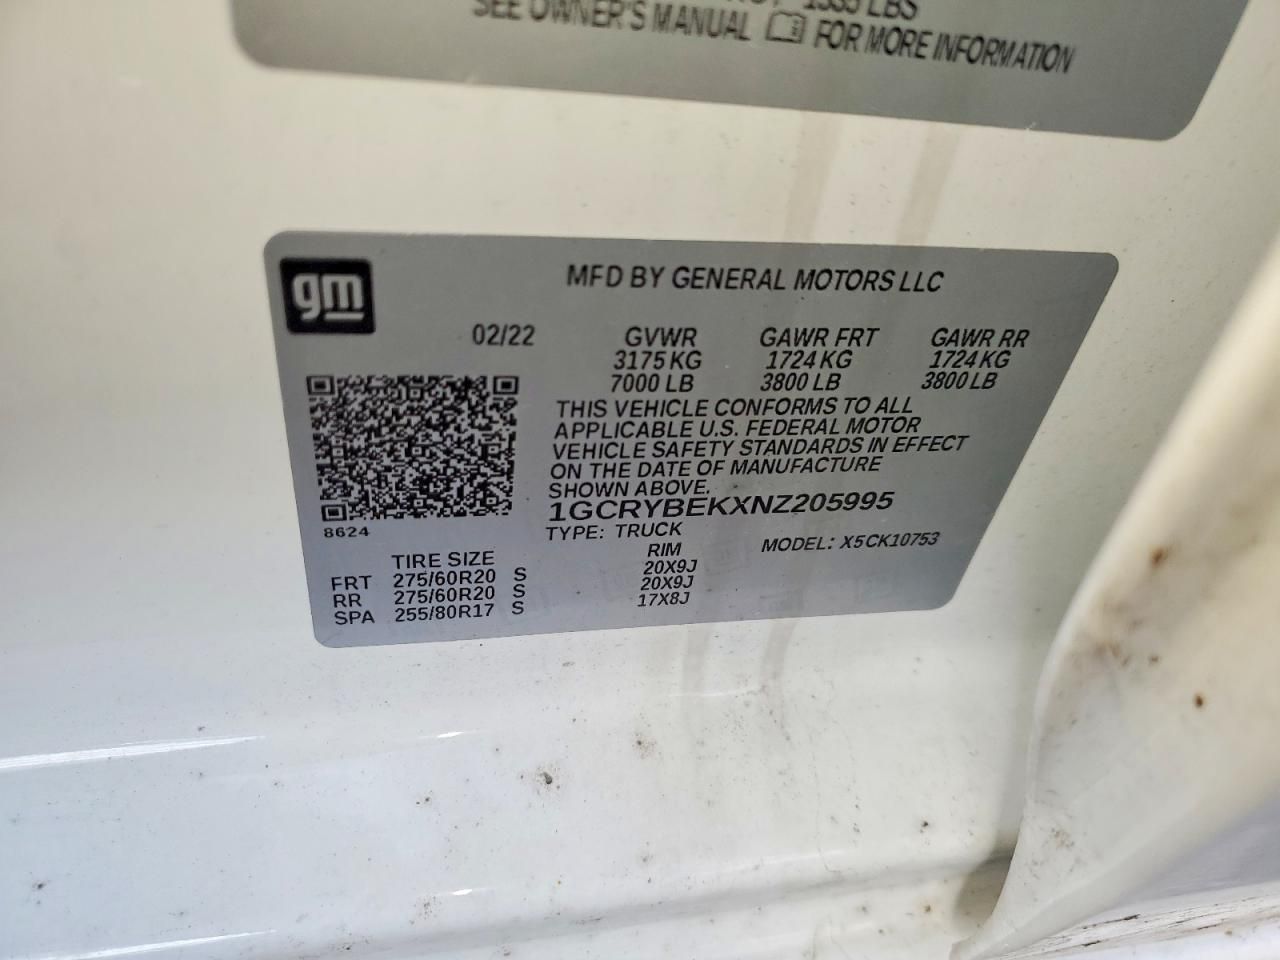 1335 LBS
SEE OWNER'S MANUAL FOR MORE INFORMATION
gm
MFD BY GENERAL MOTORS LLC
02/22 GVWR GAWR FRT GAWR RR
3175 KG 1724 KG 1724 KG
7000 LB 3800 LB 3800 LB
THIS VEHICLE CONFORMS TO ALL
APPLICABLE U.S. FEDERAL MOTOR
VEHICLE SAFETY STANDARDS IN EFFECT
ON THE DATE OF MANUFACTURE
SHOWN ABOVE.
1GCRYBEKXNZ205995
8624
TYPE: TRUCK MODEL: X5CK10753
TIRE SIZE RIM
FRT 275/60R20 S 20X9J
RR 275/60R20 S 20X9J
SPA 255/80R17 S 17X8J